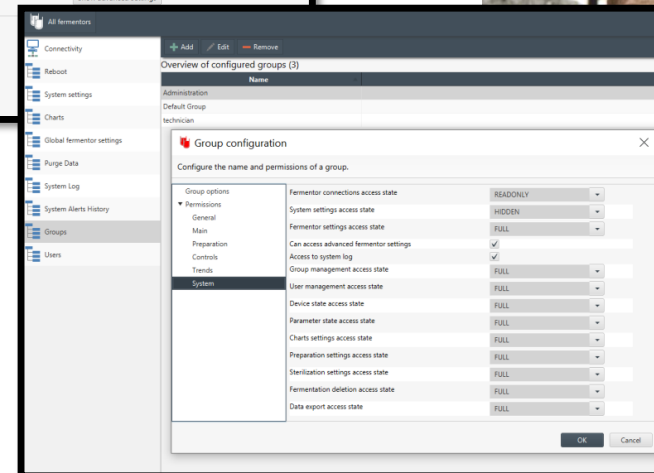 All fermentors
Connectivity
Reboot
System settings
Charts
Global fermentor settings
Purge Data
System Log
System Alerts History
Groups
Users
Add Edit Remove
Overview of configured groups (3)
Name
Administration
Default Group
technician
Group configuration
Configure the name and permissions of a group.
Group options
Permissions
General
Main
Preparation
Controls
Trends
System
Fermentor connections access state READONLY
System settings access state HIDDEN
Fermentor settings access state FULL
Can access advanced fermentor settings
Access to system log
Group management access state FULL
User management access state FULL
Device state access state FULL
Parameter state access state FULL
Charts settings access state FULL
Preparation settings access state FULL
Sterilization settings access state FULL
Fermentation deletion access state FULL
Data export access state FULL
OK Cancel